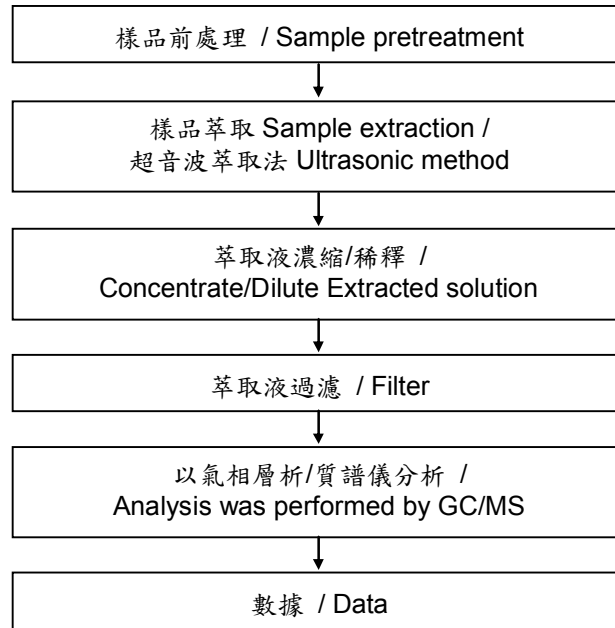 樣品前處理 / Sample pretreatment
樣品萃取 Sample extraction /
超音波萃取法 Ultrasonic method
萃取液濃縮/稀釋 /
Concentrate/Dilute Extracted solution
萃取液過濾 / Filter
以氣相層析/質譜儀分析 /
Analysis was performed by GC/MS
數據 / Data